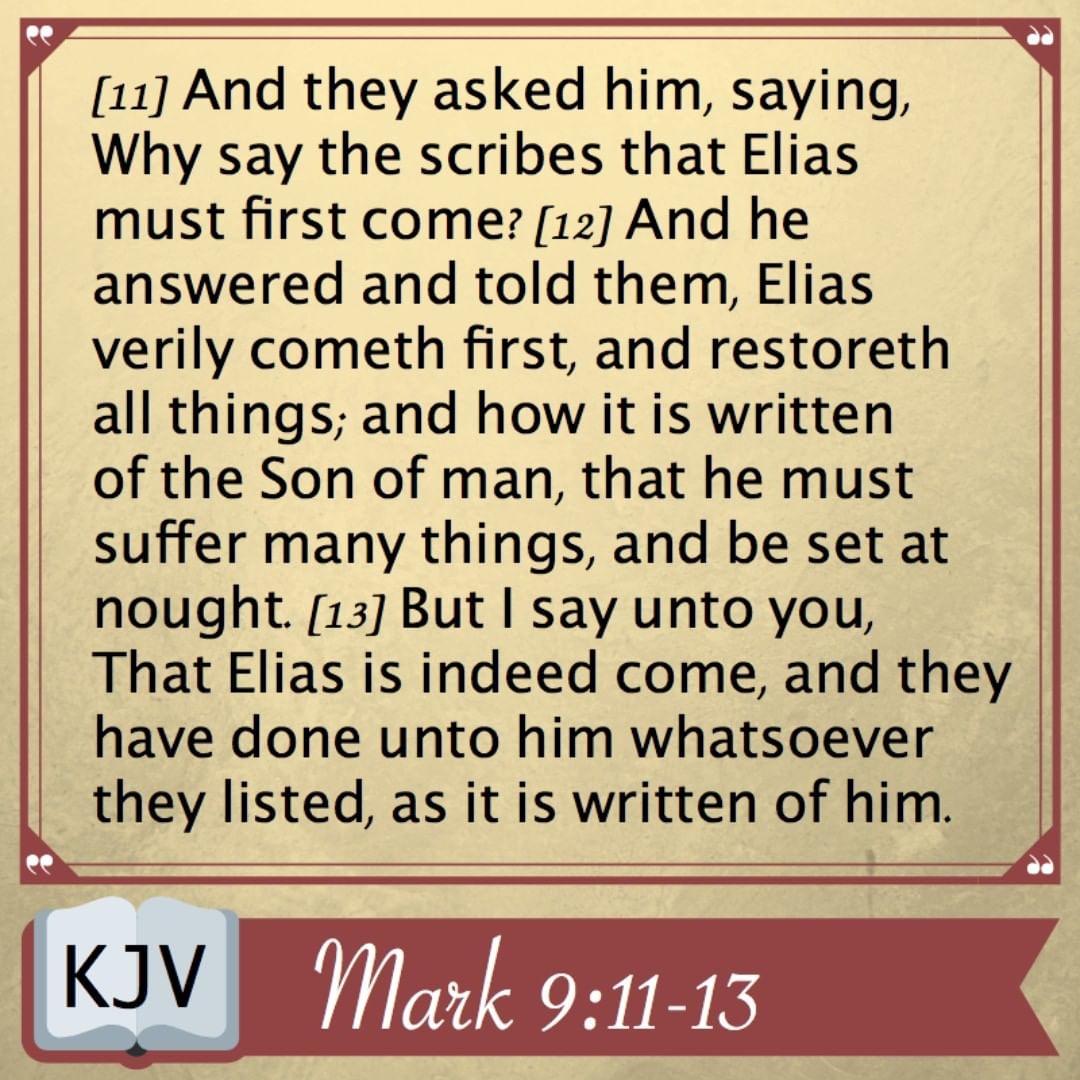 [11] And they asked him, saying,
Why say the scribes that Elias
must first come? [12] And he
answered and told them, Elias
verily cometh first, and restoreth
all things; and how it is written
of the Son of man, that he must
suffer many things, and be set at
nought. [13] But I say unto you,
That Elias is indeed come, and they
have done unto him whatsoever
they listed, as it is written of him.
KJV
Mark 9:11-13